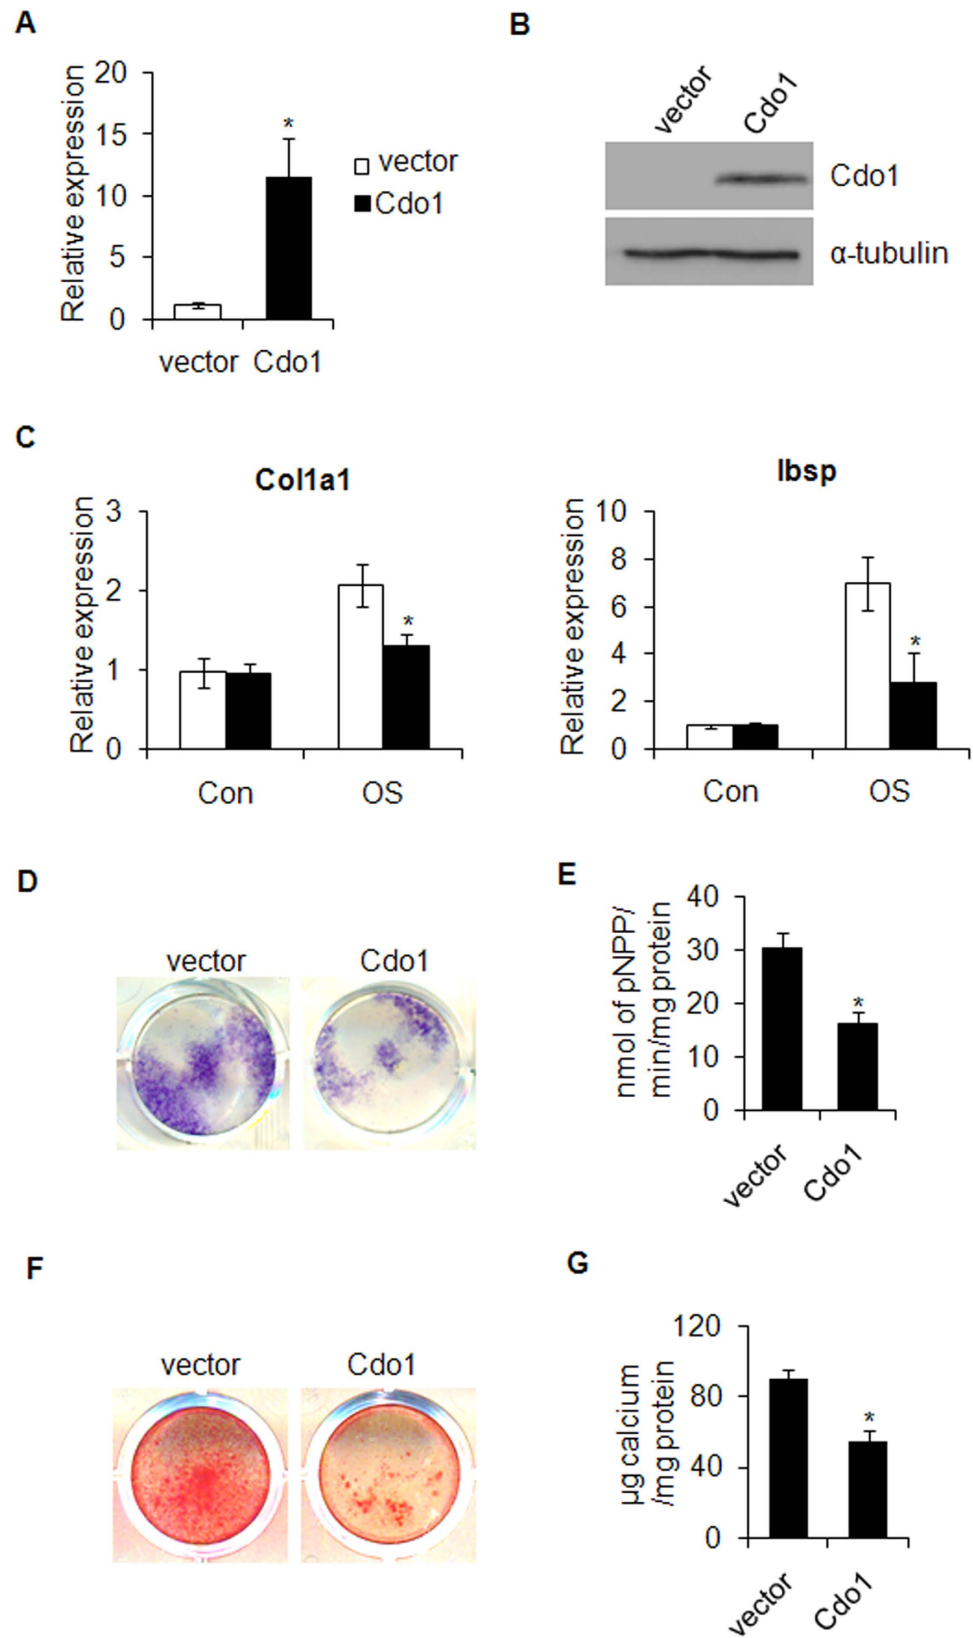 A
20
15
10
5
0
Relative expression
*
vector
Cdo1
vector Cdo1
B
vector Cdo1
Cdo1
α-tubulin
C
Col1a1
3
2
1
0
Relative expression
*
Con OS
Ibsp
10
8
6
4
2
0
Relative expression
*
Con OS
D
vector Cdo1
E
40
30
20
10
0
nmol of pNPP/
min/mg protein
*
vector Cdo1
F
vector Cdo1
G
120
80
40
0
µg calcium
/mg protein
*
vector Cdo1